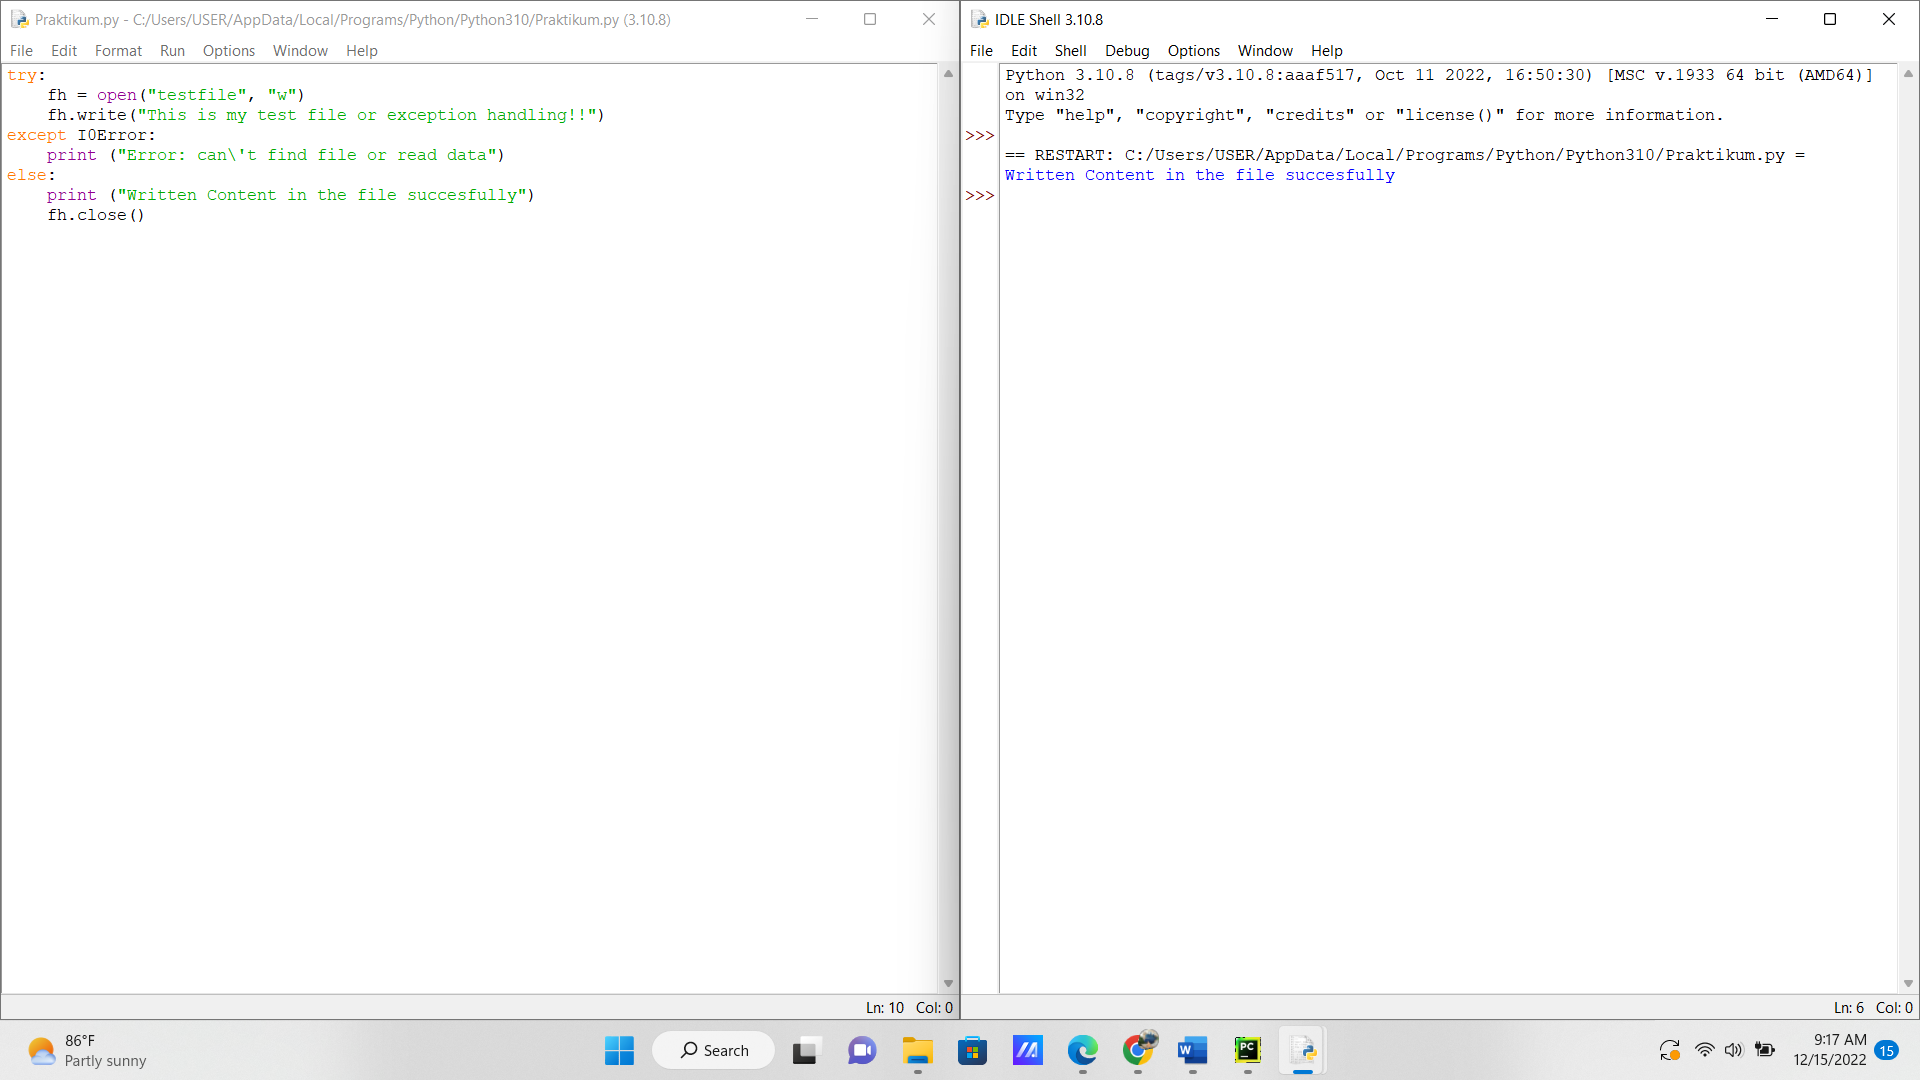 Praktikum.py - C:/Users/USER/AppData/Local/Programs/Python/Python310/Praktikum.py (3.10.8)
File Edit Format Run Options Window Help
try:
    fh = open("testfile", "w")
    fh.write("This is my test file or exception handling!!")
except I0Error:
    print ("Error: can\'t find file or read data")
else:
    print ("Written Content in the file succesfully")
    fh.close()
Ln: 10 Col: 0
IDLE Shell 3.10.8
File Edit Shell Debug Options Window Help
Python 3.10.8 (tags/v3.10.8:aaaf517, Oct 11 2022, 16:50:30) [MSC v.1933 64 bit (AMD64)]
on win32
Type "help", "copyright", "credits" or "license()" for more information.
>>>
== RESTART: C:/Users/USER/AppData/Local/Programs/Python/Python310/Praktikum.py =
Written Content in the file succesfully
>>>
Ln: 6 Col: 0
86°F
Partly sunny
Search
W
PC
9:17 AM
12/15/2022
15